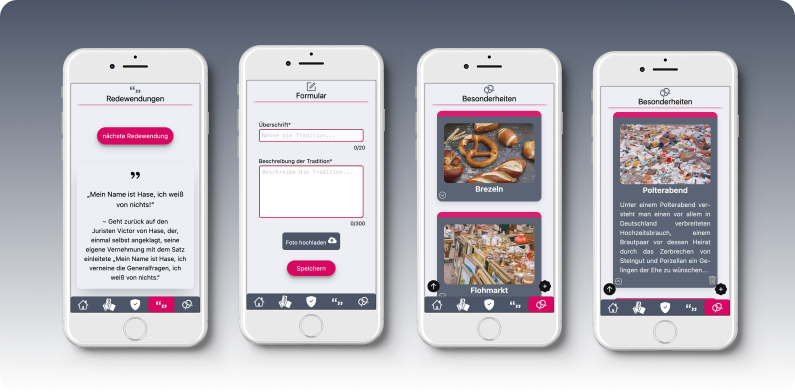 Redewendungen
nächste Redewendung
”
„Mein Name ist Hase, ich weiß
von nichts!“
~ Geht zurück auf den
Juristen Victor von Hase, der,
einmal selbst angeklagt, seine
eigene Vernehmung mit dem Satz
einleitete „Mein Name ist Hase, ich
verneine die Generalfragen, ich
weiß von nichts.“
Formular
Überschrift*
Nenne die Tradition...
0/20
Beschreibung der Tradition*
Beschreibe die Tradition...
0/300
Foto hochladen
Speichern
Besonderheiten
Brezeln
Flohmarkt
Besonderheiten
Polterabend
Unter einem Polterabend ver-
steht man einen vor allem in
Deutschland verbreiteten
Hochzeitsbrauch, einem
Brautpaar vor dessen Heirat
durch das Zerbrechen von
Steingut und Porzellan ein Ge-
lingen der Ehe zu wünschen...